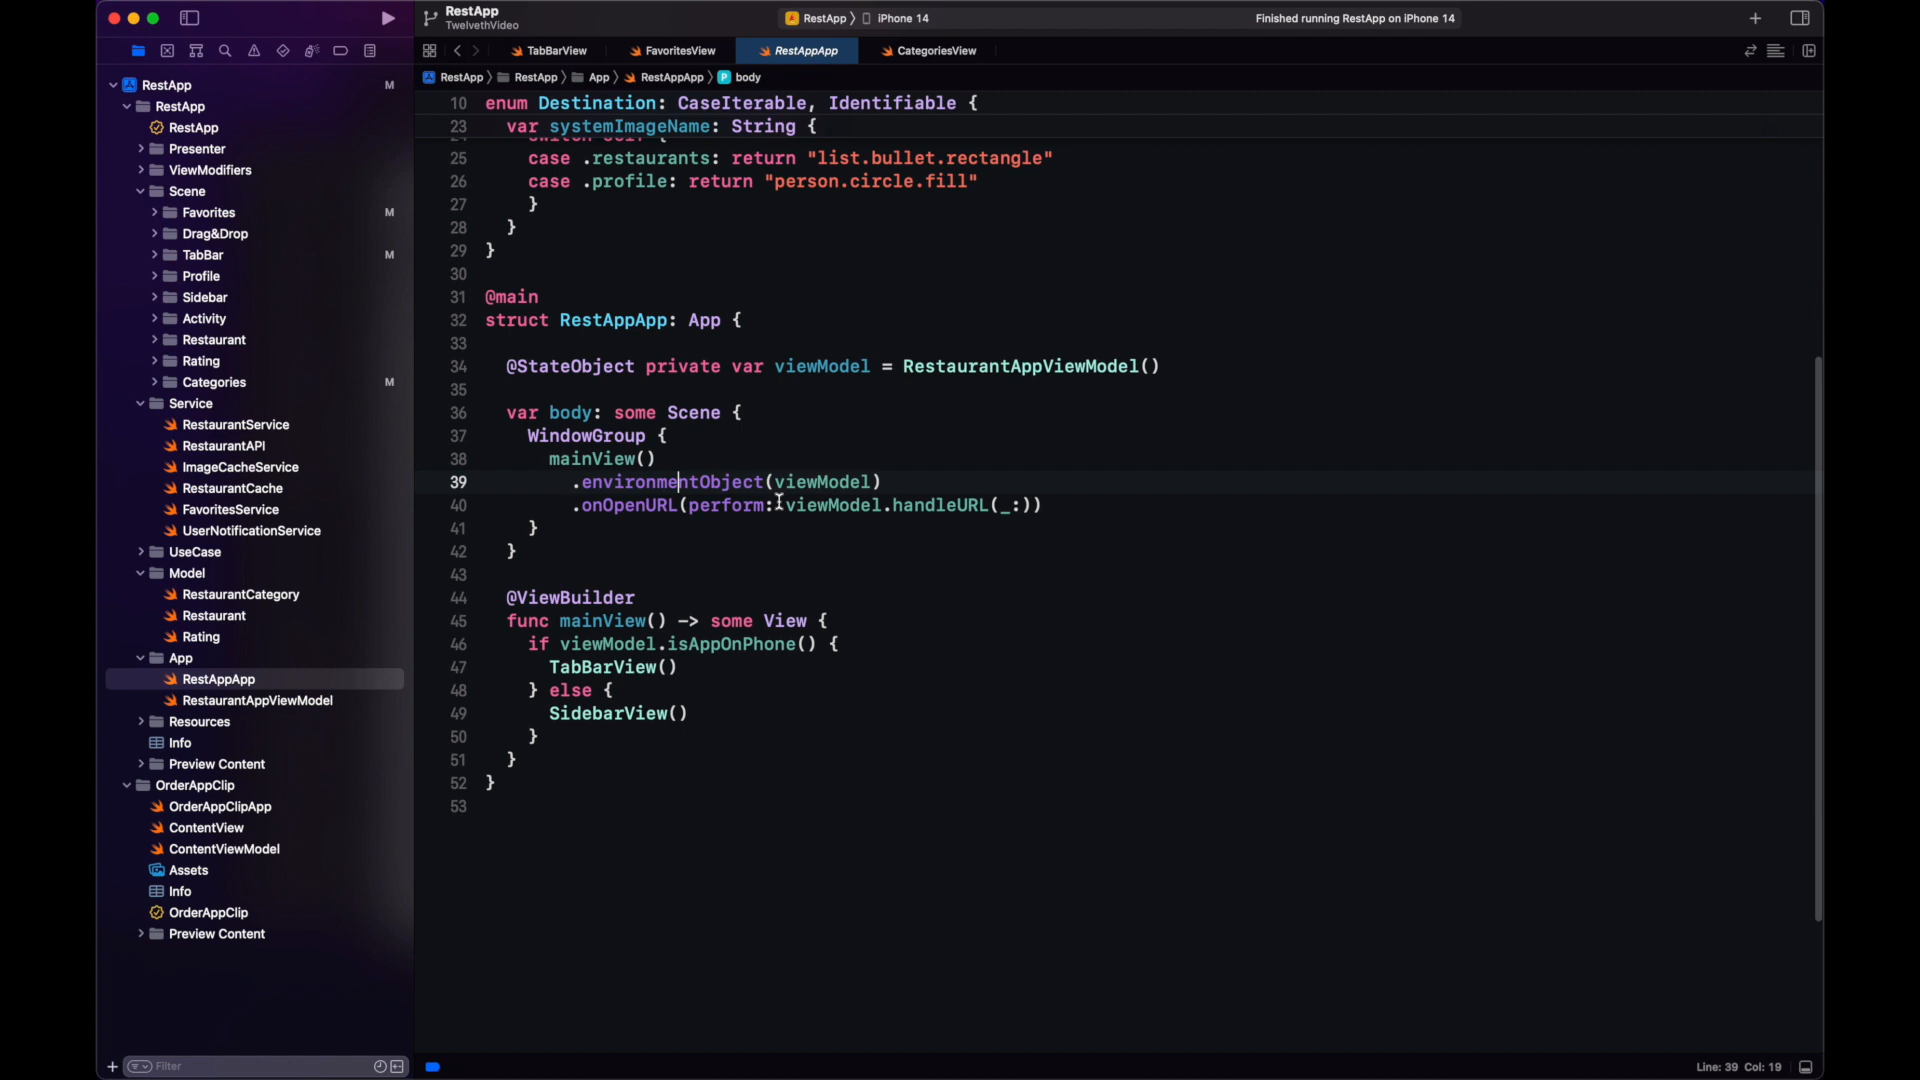 RestApp
TwelvethVideo
RestApp
iPhone 14
Finished running RestApp on iPhone 14
TabBarView
FavoritesView
RestAppApp
CategoriesView
RestApp
RestApp
App
RestAppApp
P body
RestApp M
RestApp
RestApp
Presenter
ViewModifiers
Scene
Favorites M
Drag&Drop
TabBar M
Profile
Sidebar
Activity
Restaurant
Rating
Categories M
Service
RestaurantService
RestaurantAPI
ImageCacheService
RestaurantCache
FavoritesService
UserNotificationService
UseCase
Model
RestaurantCategory
Restaurant
Rating
App
RestAppApp
RestaurantAppViewModel
Resources
Info
Preview Content
OrderAppClip
OrderAppClipApp
ContentView
ContentViewModel
Assets
Info
OrderAppClip
Preview Content
Filter
10 enum Destination: CaseIterable, Identifiable {
23 var systemImageName: String {
25 case .restaurants: return "list.bullet.rectangle"
26 case .profile: return "person.circle.fill"
27 }
28 }
29 }
30
31 @main
32 struct RestAppApp: App {
33
34 @StateObject private var viewModel = RestaurantAppViewModel()
35
36 var body: some Scene {
37 WindowGroup {
38 mainView()
39 .environmentObject(viewModel)
40 .onOpenURL(perform: viewModel.handleURL(_:))
41 }
42 }
43
44 @ViewBuilder
45 func mainView() -> some View {
46 if viewModel.isAppOnPhone() {
47 TabBarView()
48 } else {
49 SidebarView()
50 }
51 }
52 }
53
Line: 39 Col: 19